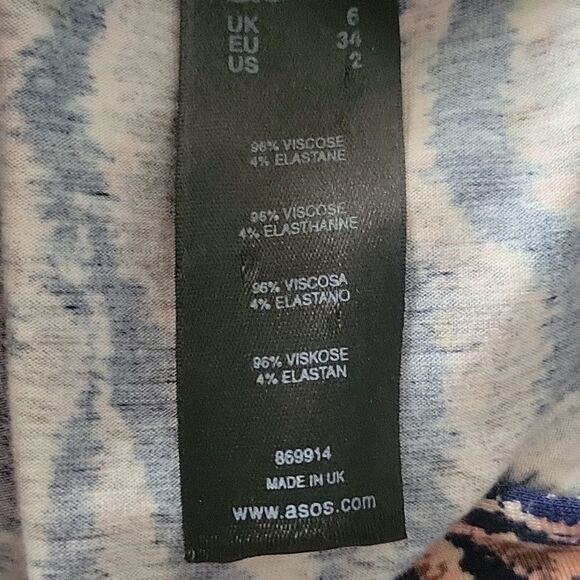 UK 6
EU 34
US 2
96% VISCOSE
4% ELASTANE
96% VISCOSE
4% ELASTHANNE
96% VISCOSA
4% ELASTANO
96% VISKOSE
4% ELASTAN
869914
MADE IN UK
www.asos.com